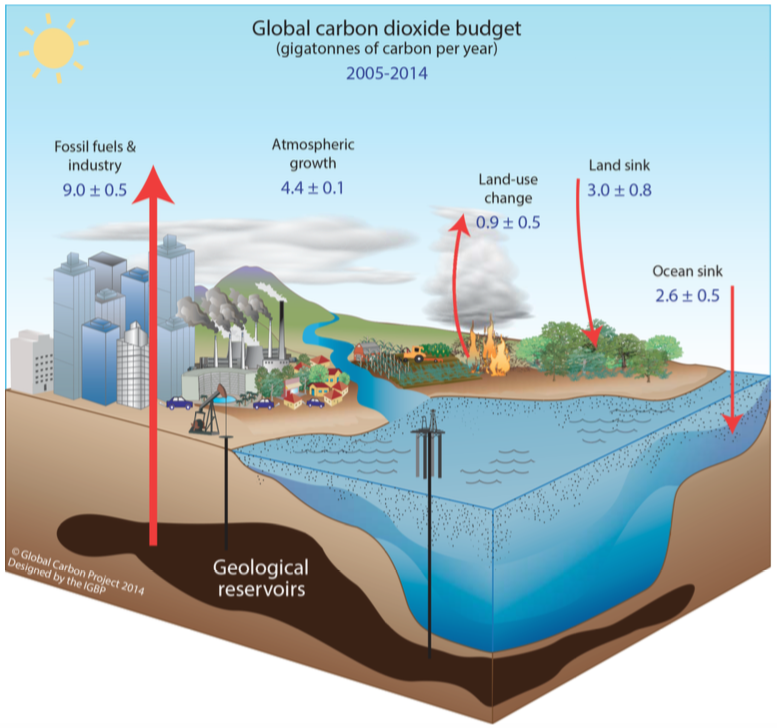 Global carbon dioxide budget
(gigatonnes of carbon per year)
2005-2014
Fossil fuels &
industry
9.0 ± 0.5
Atmospheric
growth
4.4 ± 0.1
Land-use
change
0.9 ± 0.5
Land sink
3.0 ± 0.8
Ocean sink
2.6 ± 0.5
Geological
reservoirs
© Global Carbon Project 2014
Designed by the IGBP